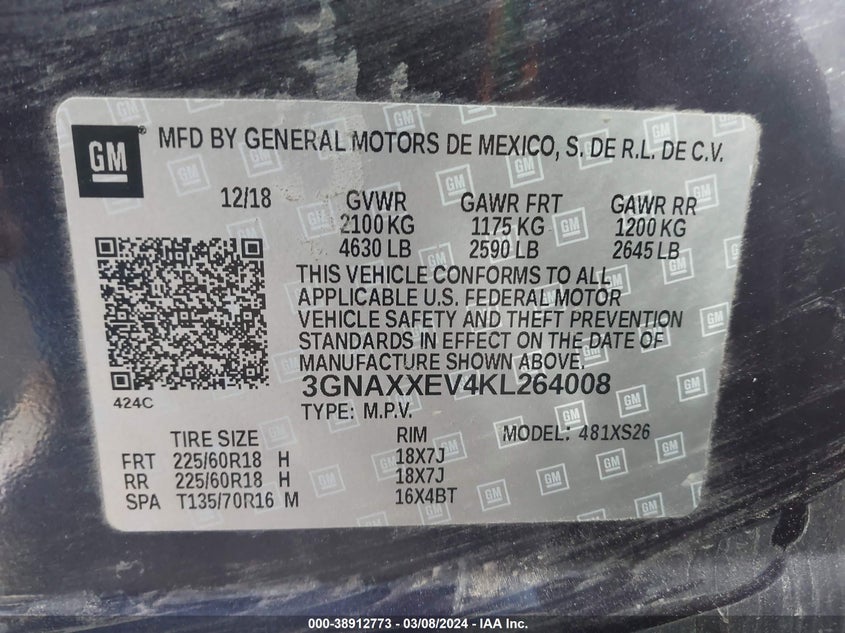 GM
MFD BY GENERAL MOTORS DE MEXICO, S. DE R.L. DE C.V.
12/18 GVWR GAWR FRT GAWR RR
2100 KG 1175 KG 1200 KG
4630 LB 2590 LB 2645 LB
THIS VEHICLE CONFORMS TO ALL
APPLICABLE U.S. FEDERAL MOTOR
VEHICLE SAFETY AND THEFT PREVENTION
STANDARDS IN EFFECT ON THE DATE OF
MANUFACTURE SHOWN ABOVE.
3GNAXXEV4KL264008
424C
TYPE: M.P.V.
TIRE SIZE RIM MODEL: 481XS26
FRT 225/60R18 H 18X7J
RR 225/60R18 H 18X7J
SPA T135/70R16 M 16X4BT
000-38912773 - 03/08/2024 - IAA Inc.